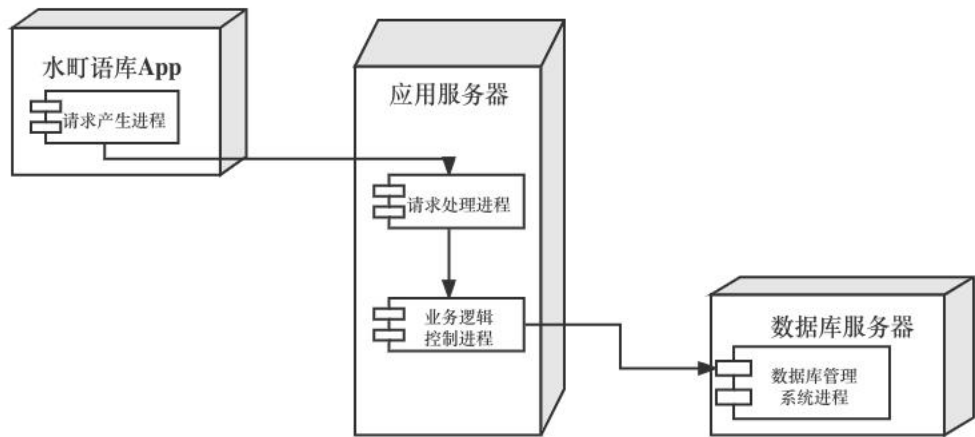 水町语库App
请求产生进程
应用服务器
请求处理进程
业务逻辑
控制进程
数据库服务器
数据库管理
系统进程